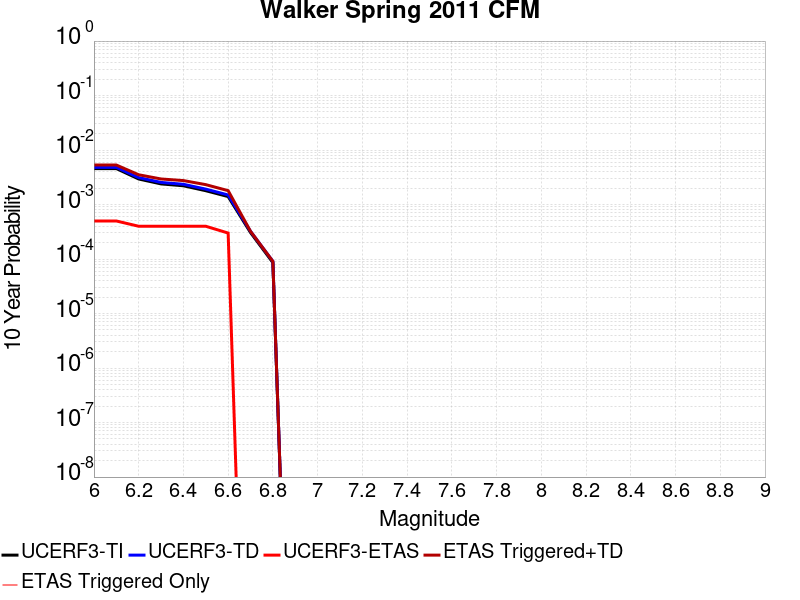 Walker Spring 2011 CFM
10^0
10^-1
10^-2
10^-3
10^-4
10^-5
10^-6
10^-7
10^-8
10 Year Probability
6 6.2 6.4 6.6 6.8 7 7.2 7.4 7.6 7.8 8 8.2 8.4 8.6 8.8 9
Magnitude
UCERF3-TI UCERF3-TD UCERF3-ETAS ETAS Triggered+TD
ETAS Triggered Only